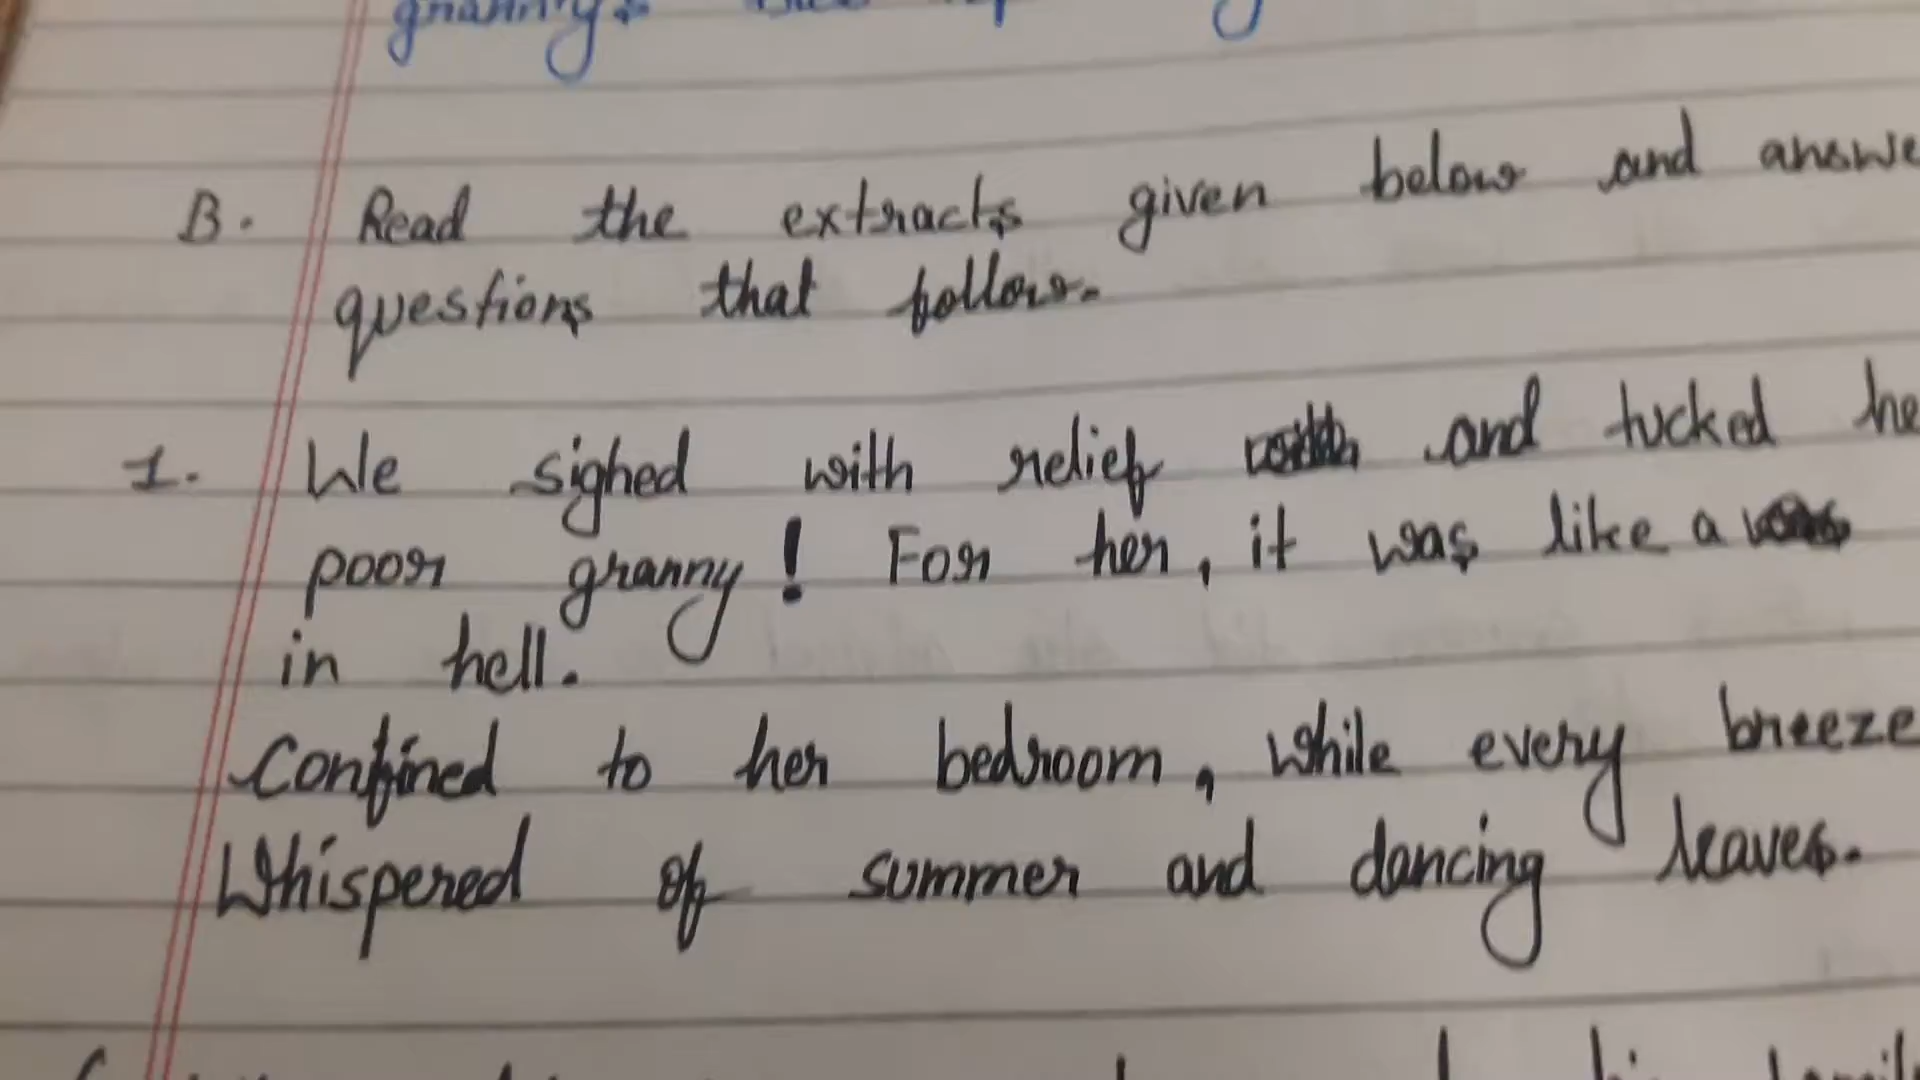 granny.
B. Read the extracts given below and answe
questions that follow.
1. We sighed with relief and tucked he
poor granny! For her, it was like a
in hell.
Confined to her bedroom, while every breeze
Whispered of summer and dancing leaves.